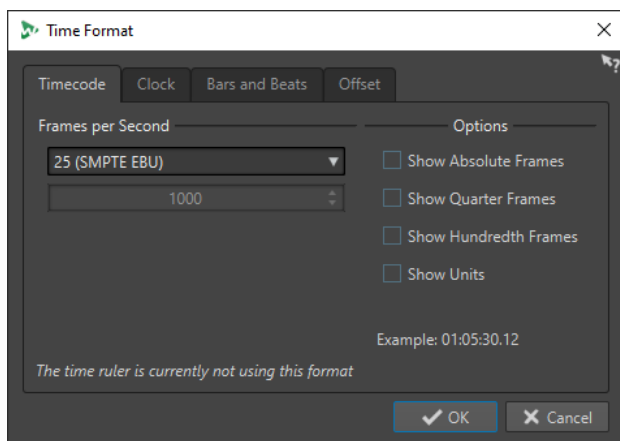 Time Format
Timecode Clock Bars and Beats Offset
Frames per Second
25 (SMPTE EBU)
1000
Options
Show Absolute Frames
Show Quarter Frames
Show Hundredth Frames
Show Units
Example: 01:05:30.12
The time ruler is currently not using this format
OK Cancel